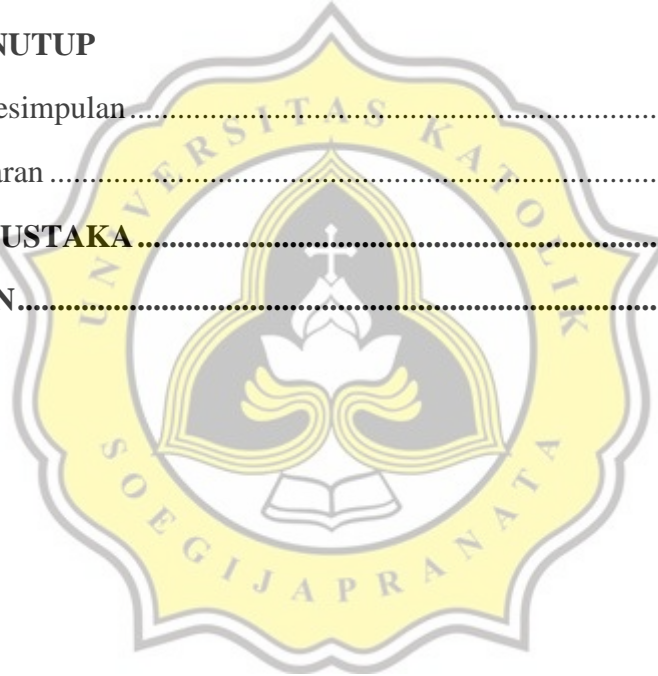 NUTUP
esimpulan ................................................................
aran ................................................................
USTAKA ................................................................
N ................................................................
UNIVERSITAS KATOLIK
SOEGIJAPRANATA